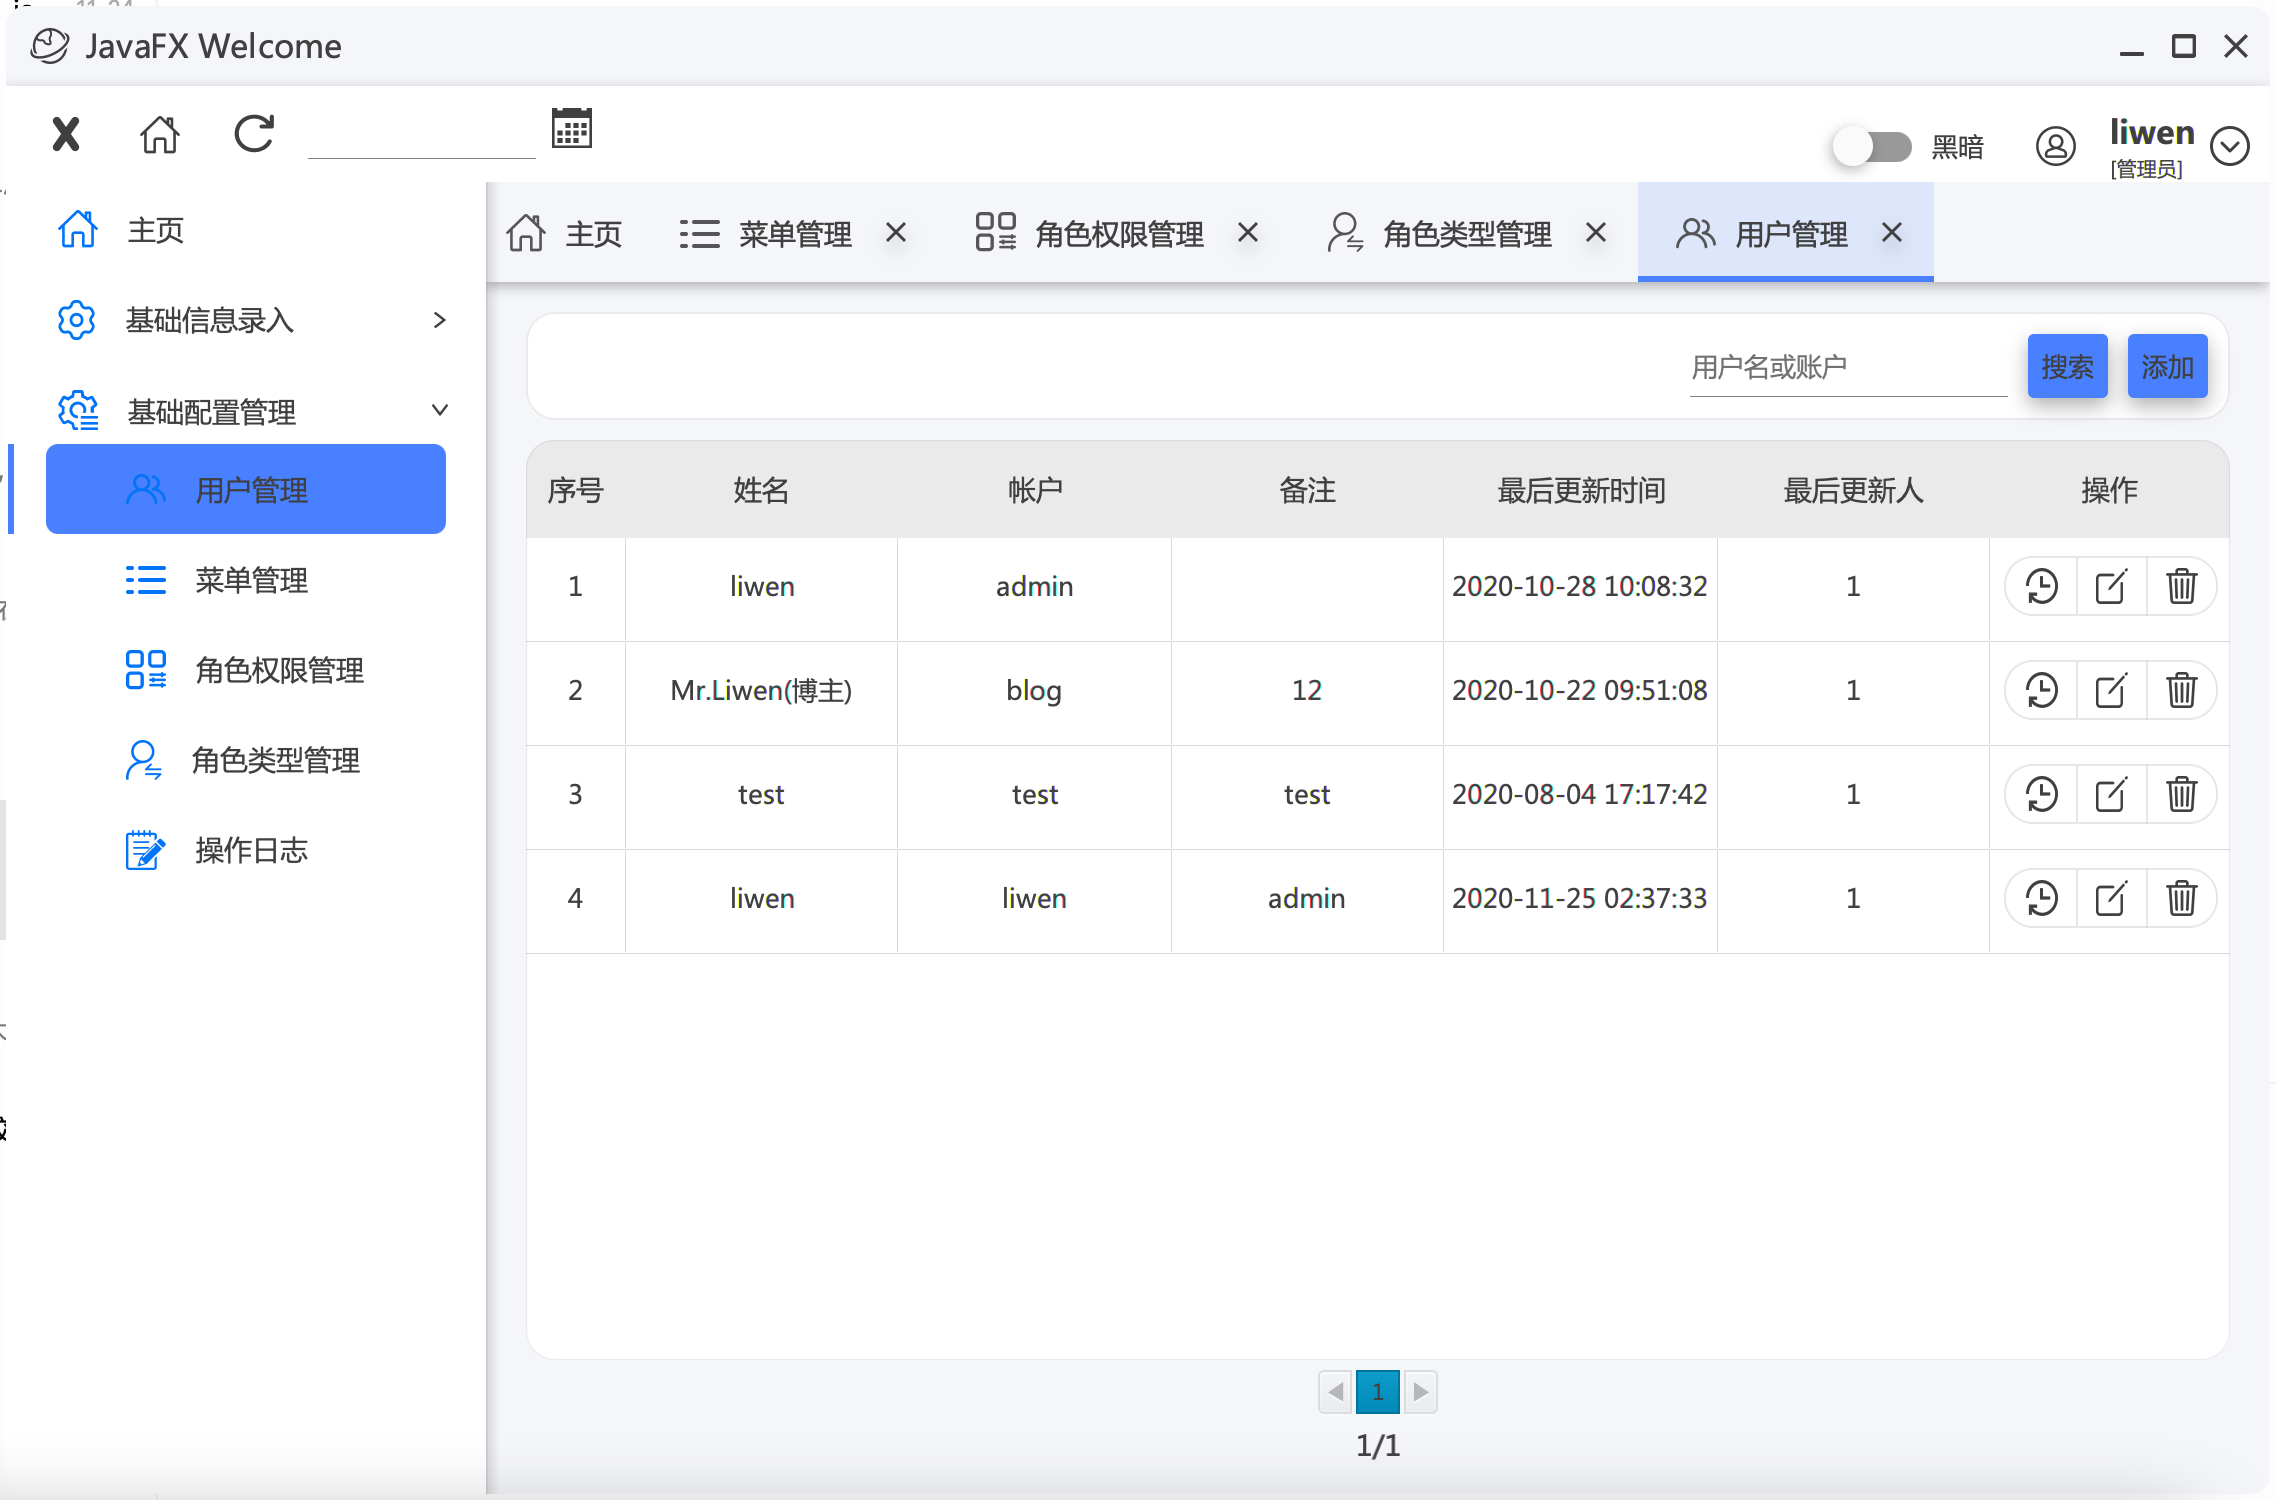 JavaFX Welcome
黑暗
liwen
[管理员]
主页
基础信息录入
基础配置管理
用户管理
菜单管理
角色权限管理
角色类型管理
操作日志
主页 菜单管理 角色权限管理 角色类型管理 用户管理
用户名或账户 搜索 添加
序号 姓名 帐户 备注 最后更新时间 最后更新人 操作
1 liwen admin 2020-10-28 10:08:32 1
2 Mr.Liwen(博主) blog 12 2020-10-22 09:51:08 1
3 test test test 2020-08-04 17:17:42 1
4 liwen liwen admin 2020-11-25 02:37:33 1
1
1/1